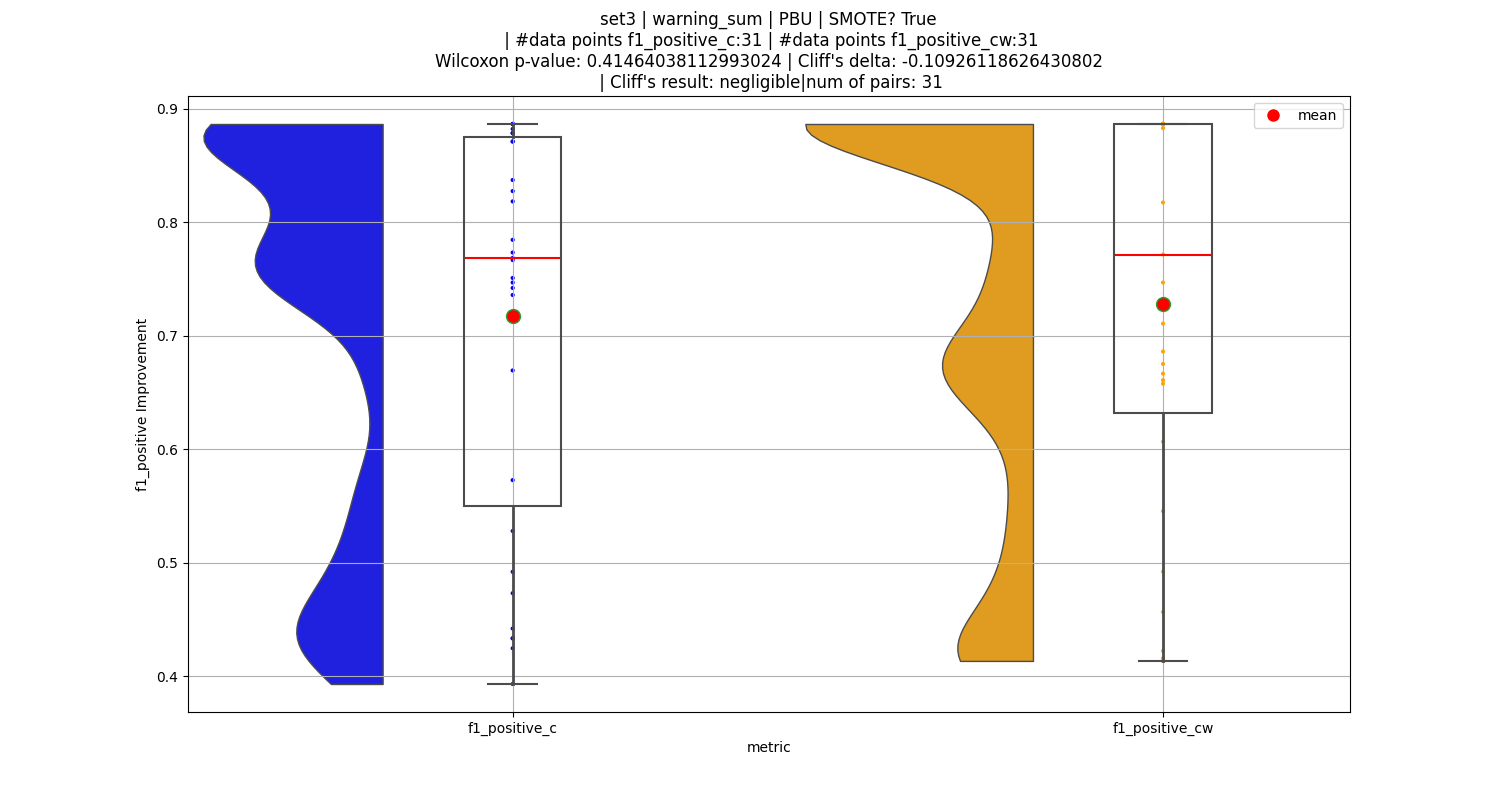 set3 | warning_sum | PBU | SMOTE? True
| #data points f1_positive_c:31 | #data points f1_positive_cw:31
Wilcoxon p-value: 0.41464038112993024 | Cliff's delta: -0.10926118626430802
| Cliff's result: negligible|num of pairs: 31
mean
0.9
0.8
0.7
0.6
0.5
0.4
f1_positive Improvement
f1_positive_c
f1_positive_cw
metric